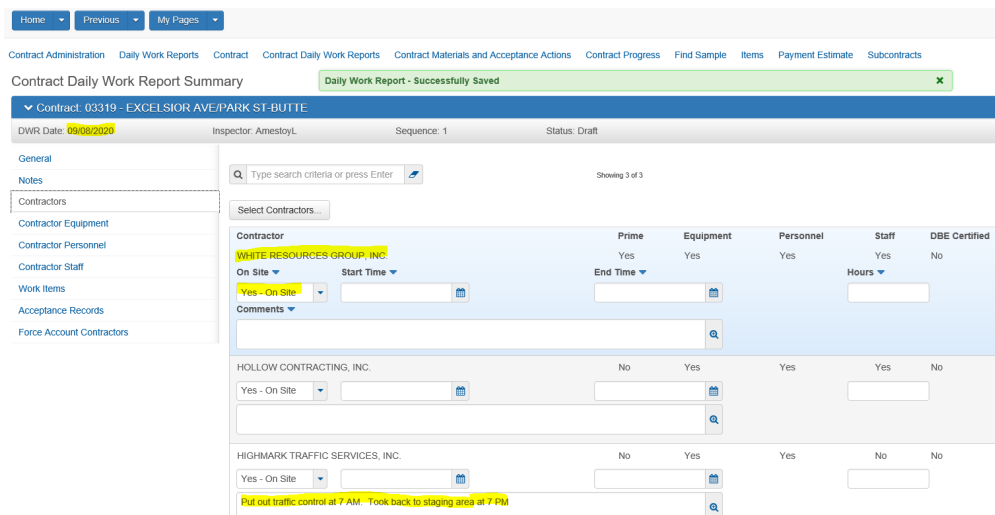 Home Previous My Pages
Contract Administration Daily Work Reports Contract Contract Daily Work Reports Contract Materials and Acceptance Actions Contract Progress Find Sample Items Payment Estimate Subcontracts
Contract Daily Work Report Summary
Daily Work Report - Successfully Saved
Contract: 03319 - EXCELSIOR AVE/PARK ST-BUTTE
DWR Date: 09/08/2020 Inspector: AmestoyL Sequence: 1 Status: Draft
General
Notes
Contractors
Contractor Equipment
Contractor Personnel
Contractor Staff
Work Items
Acceptance Records
Force Account Contractors
Type search criteria or press Enter Showing 3 of 3
Select Contractors...
Contractor Prime Equipment Personnel Staff DBE Certified
WHITE RESOURCES GROUP, INC. Yes Yes Yes Yes No
On Site Start Time End Time Hours
Yes - On Site
Comments
HOLLOW CONTRACTING, INC. No Yes Yes Yes No
Yes - On Site
HIGHMARK TRAFFIC SERVICES, INC. No Yes Yes No No
Yes - On Site
Put out traffic control at 7 AM. Took back to staging area at 7 PM